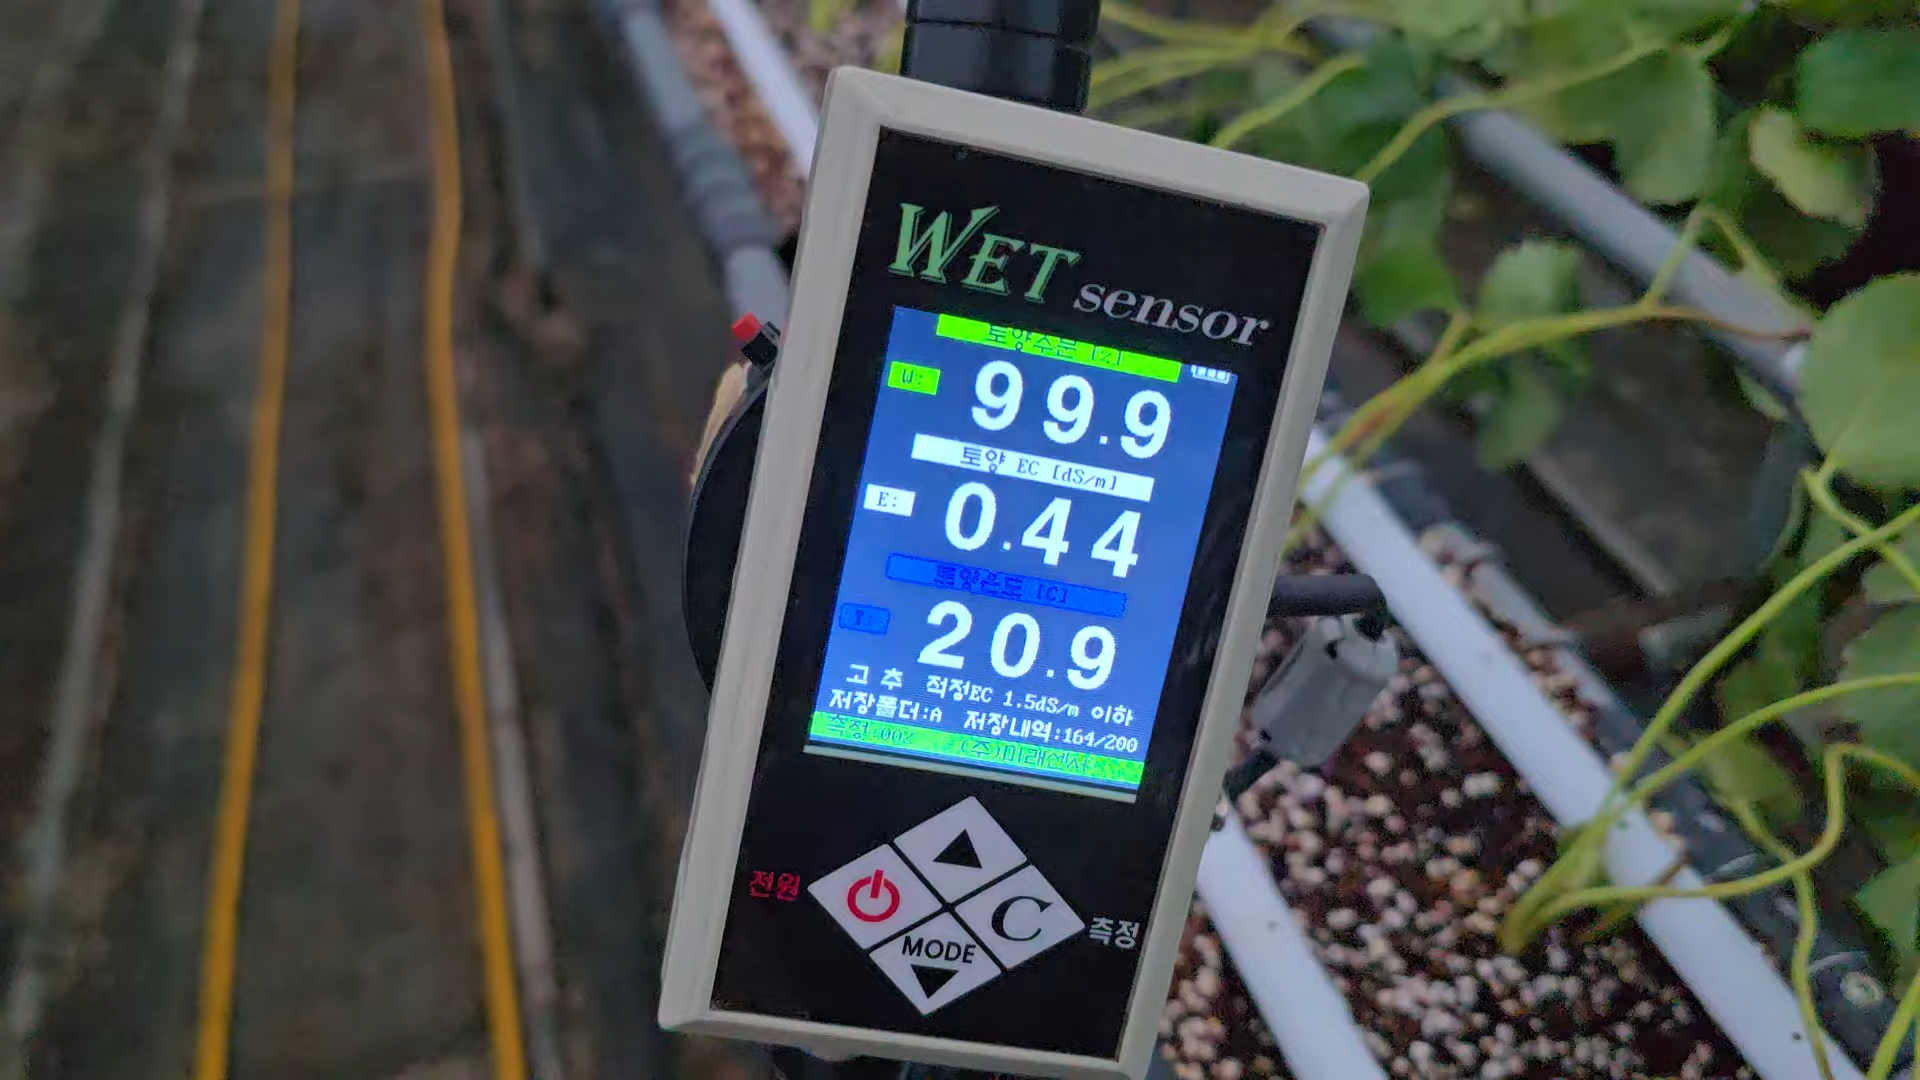 WET sensor
토양수분 [%]
W: 99.9
토양 EC [dS/m]
E: 0.44
토양온도 [C]
T: 20.9
고추 적정EC 1.5dS/m 이하
저장폴더:A 저장내역:164/200
측정:00% (주)미래센서
전원
C
측정
MODE